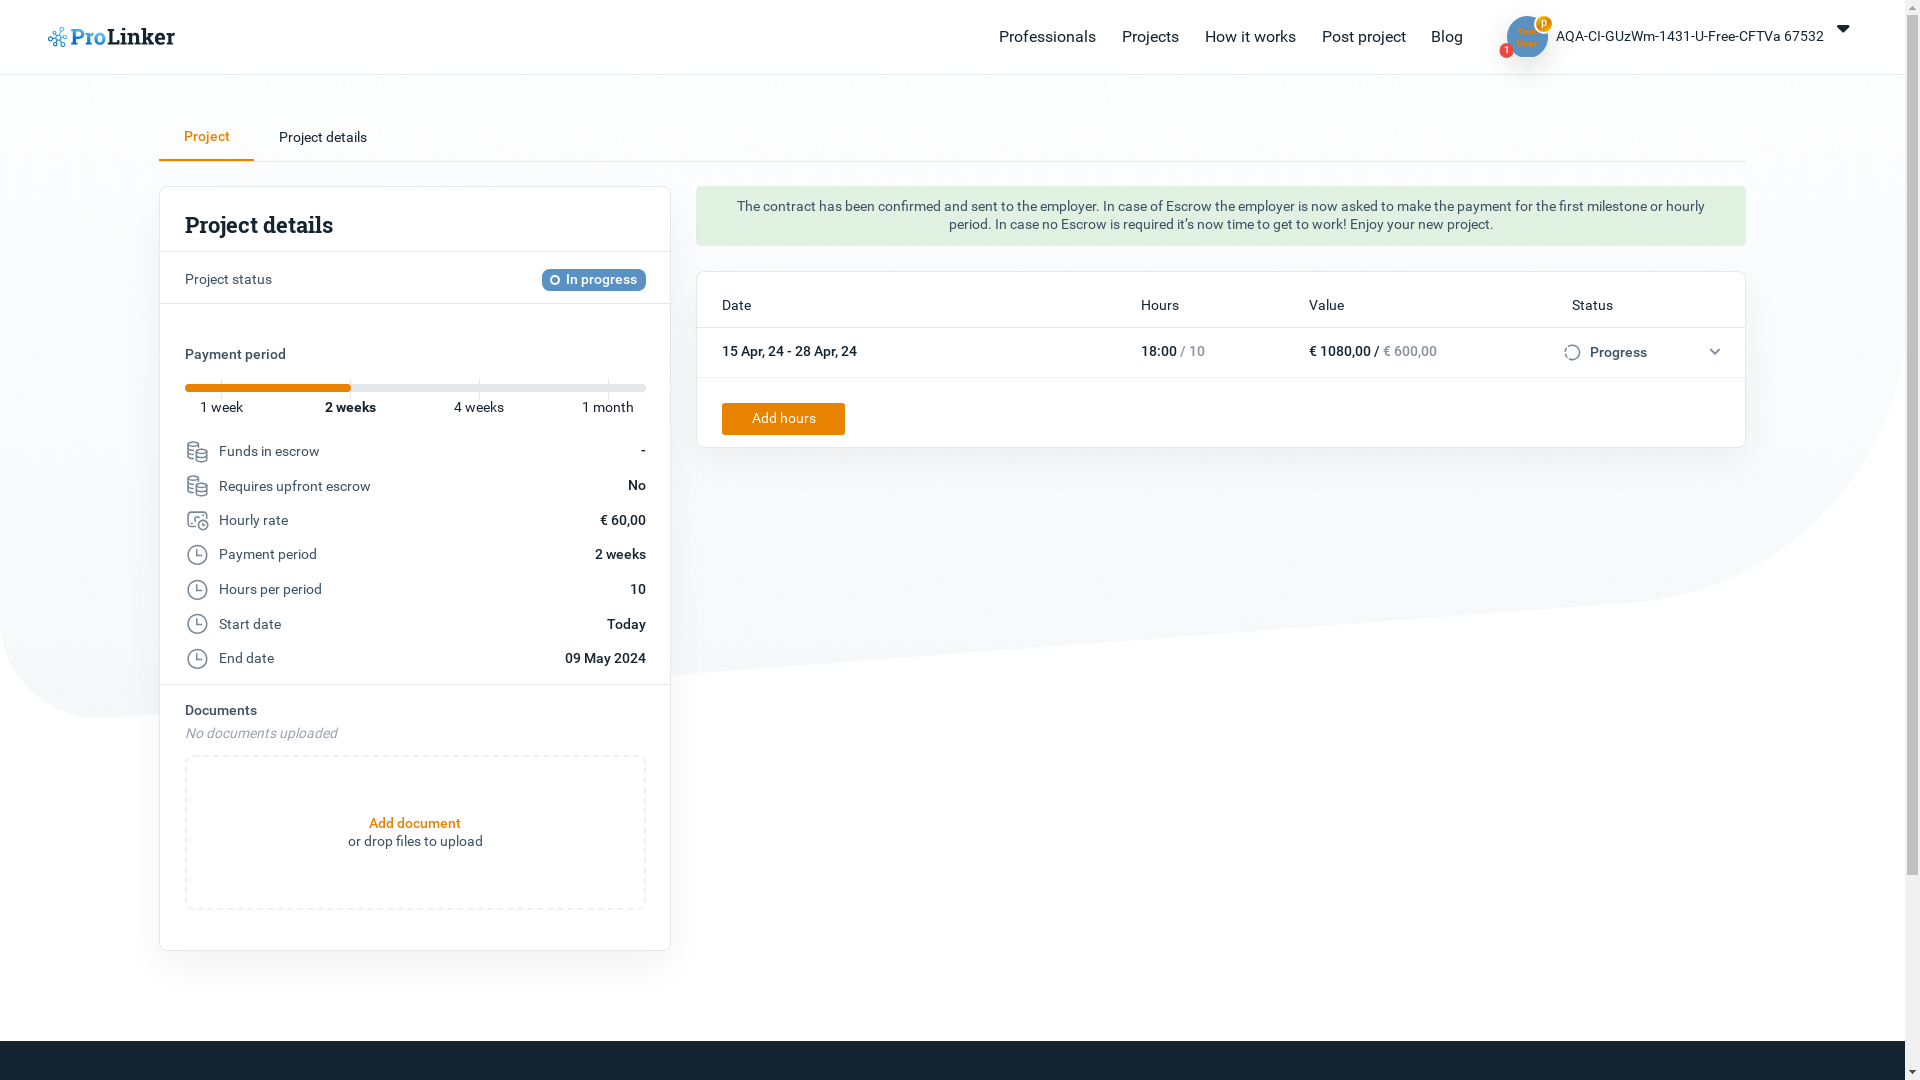 ProLinker
Professionals
Projects
How it works
Post project
Blog
P
1
AQA-CI-GUzWm-1431-U-Free-CFTVa 67532
Project
Project details
Project details
Project status
In progress
Payment period
1 week
2 weeks
4 weeks
1 month
Funds in escrow -
Requires upfront escrow No
Hourly rate € 60,00
Payment period 2 weeks
Hours per period 10
Start date Today
End date 09 May 2024
Documents
No documents uploaded
Add document
or drop files to upload
The contract has been confirmed and sent to the employer. In case of Escrow the employer is now asked to make the payment for the first milestone or hourly
period. In case no Escrow is required it’s now time to get to work! Enjoy your new project.
Date Hours Value Status
15 Apr, 24 - 28 Apr, 24 18:00 / 10 € 1080,00 / € 600,00 Progress
Add hours